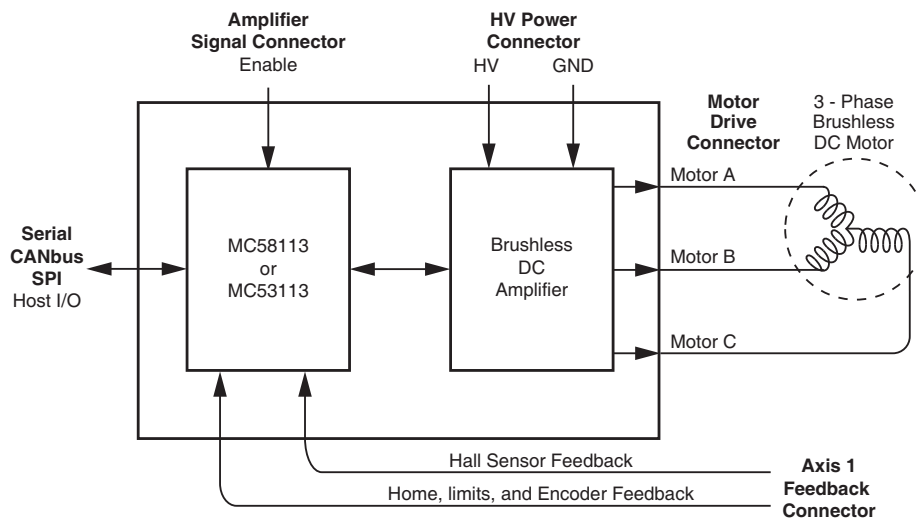 Amplifier
Signal Connector
Enable
HV Power
Connector
HV
GND
Motor
Drive
Connector
3 - Phase
Brushless
DC Motor
Motor A
Serial
CANbus
SPI
Host I/O
MC58113
or
MC53113
Brushless
DC
Amplifier
Motor B
Motor C
Hall Sensor Feedback
Home, limits, and Encoder Feedback
Axis 1
Feedback
Connector